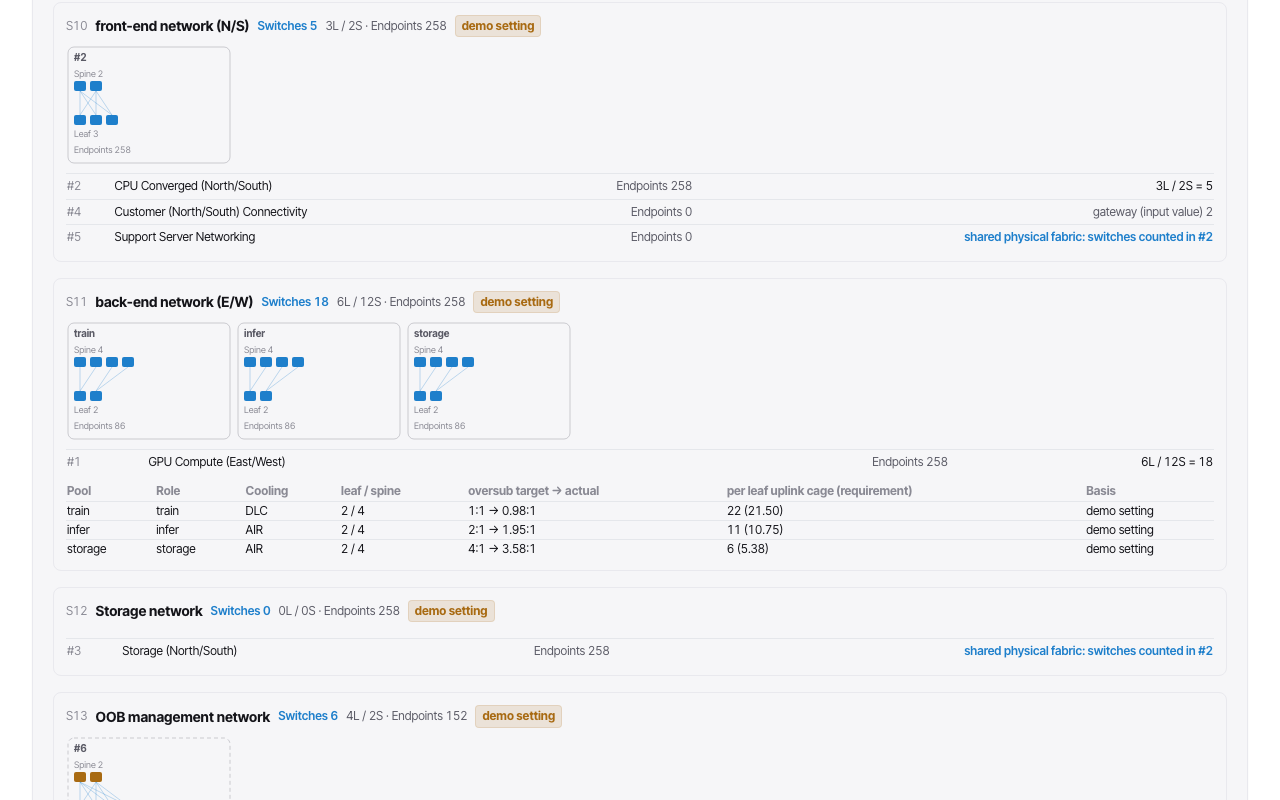 S10 front-end network (N/S) Switches 5 3L / 2S · Endpoints 258 demo setting
#2
Spine 2
Leaf 3
Endpoints 258
#2 CPU Converged (North/South) Endpoints 258 3L / 2S = 5
#4 Customer (North/South) Connectivity Endpoints 0 gateway (input value) 2
#5 Support Server Networking Endpoints 0 shared physical fabric: switches counted in #2
S11 back-end network (E/W) Switches 18 6L / 12S · Endpoints 258 demo setting
train infer storage
Spine 4 Spine 4 Spine 4
Leaf 2 Leaf 2 Leaf 2
Endpoints 86 Endpoints 86 Endpoints 86
#1 GPU Compute (East/West) Endpoints 258 6L / 12S = 18
Pool Role Cooling leaf / spine oversub target → actual per leaf uplink cage (requirement) Basis
train train DLC 2 / 4 1:1 → 0.98:1 22 (21.50) demo setting
infer infer AIR 2 / 4 2:1 → 1.95:1 11 (10.75) demo setting
storage storage AIR 2 / 4 4:1 → 3.58:1 6 (5.38) demo setting
S12 Storage network Switches 0 0L / 0S · Endpoints 258 demo setting
#3 Storage (North/South) Endpoints 258 shared physical fabric: switches counted in #2
S13 OOB management network Switches 6 4L / 2S · Endpoints 152 demo setting
#6
Spine 2